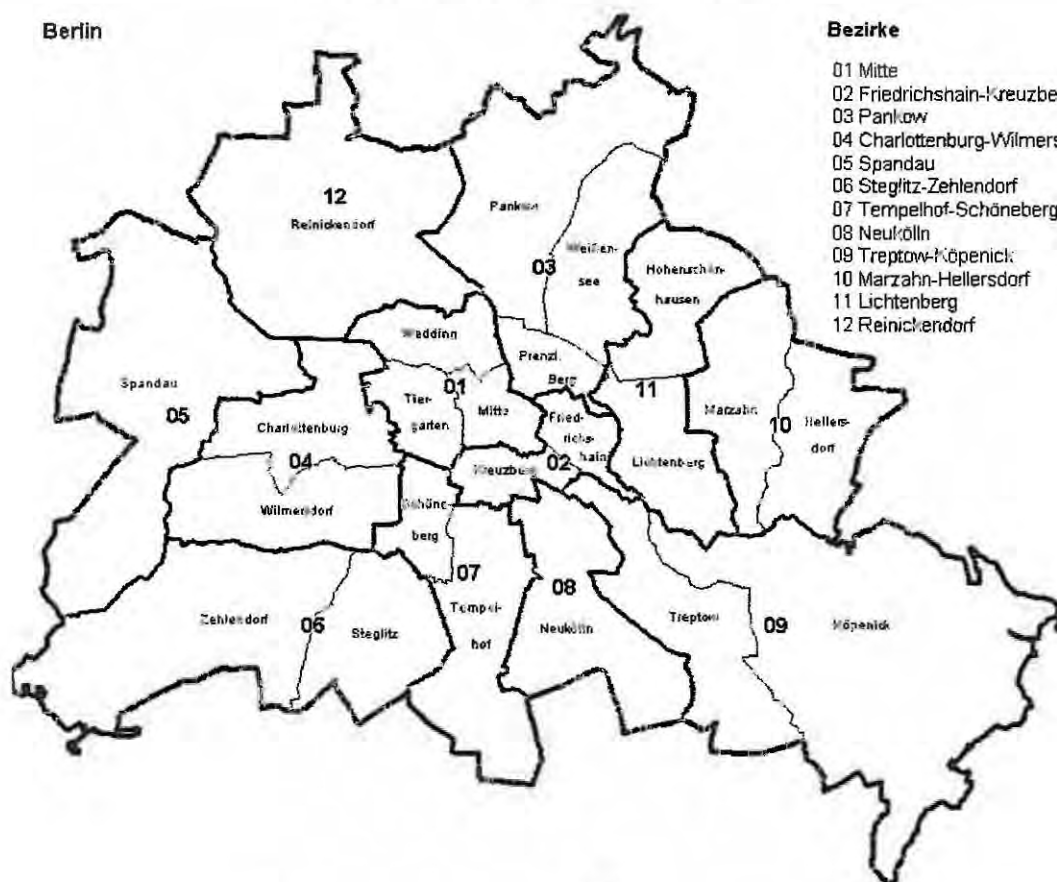 Berlin
Bezirke
01 Mitte
02 Friedrichshain-Kreuzbe
03 Pankow
04 Charlottenburg-Wilmers
05 Spandau
06 Steglitz-Zehlendorf
07 Tempelhof-Schöneberg
08 Neukölln
09 Treptow-Köpenick
10 Marzahn-Hellersdorf
11 Lichtenberg
12 Reinickendorf
12
Reinickendorf
Pankow
03
Weißen-
see
Hohenschön-
hausen
Wedding
Prenzl.
Berg
01
11
Spandau
05
Tier-
garten
Mitte
Fried-
richs-
hain
Marzahn
10
Hellers-
dorf
Charlottenburg
04
Kreuzberg
02
Lichtenberg
Wilmersdorf
Schöne-
berg
07
08
Zehlendorf
06
Steglitz
Tempel-
hof
Neukölln
Treptow
09
Köpenick